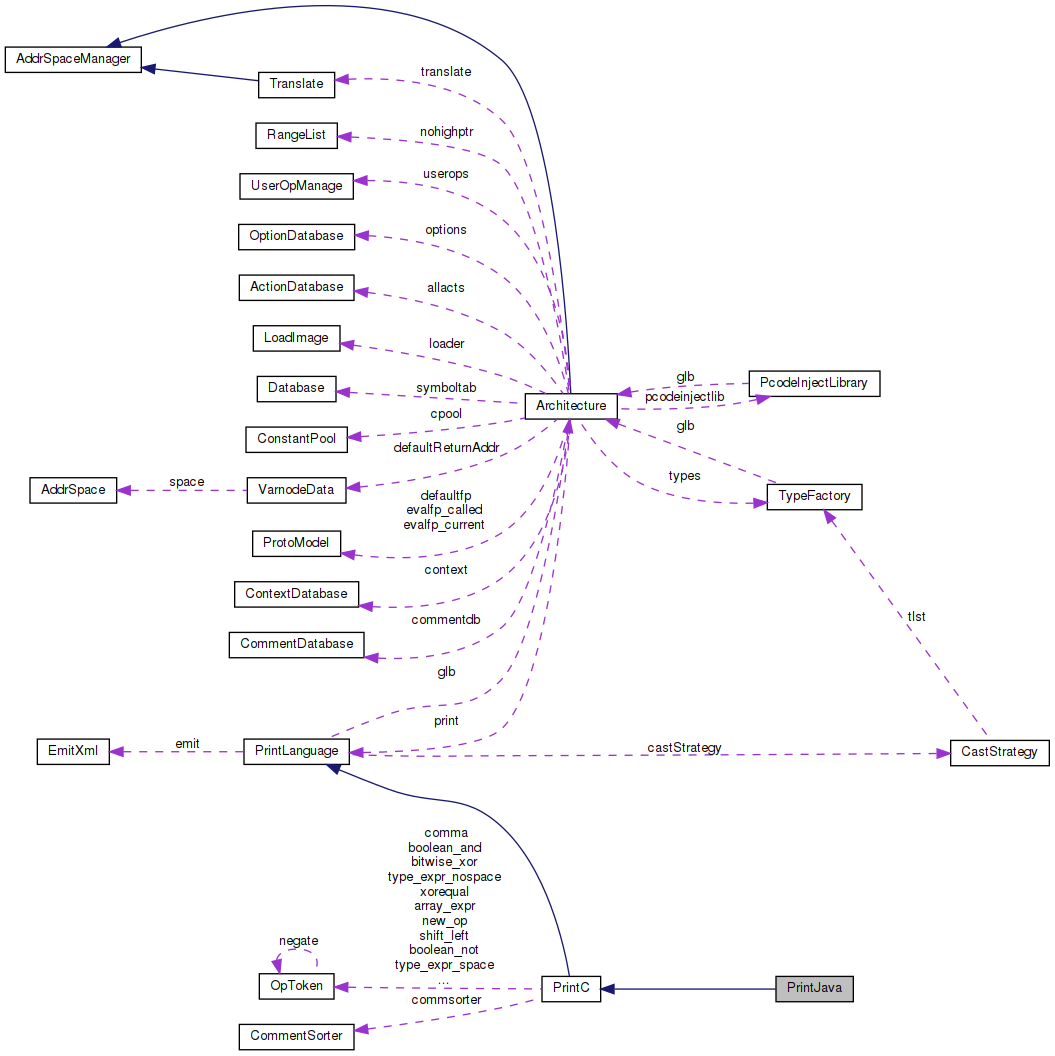 AddrSpaceManager
translate
Translate
nohighptr
RangeList
userops
UserOpManage
options
OptionDatabase
allacts
ActionDatabase
loader
LoadImage
symboltab
Database
glb
PcodeInjectLibrary
pcodeinjectlib
Architecture
cpool
ConstantPool
glb
defaultReturnAddr
types
space
AddrSpace
VarnodeData
TypeFactory
defaultfp
evalfp_called
evalfp_current
ProtoModel
context
ContextDatabase
commentdb
CommentDatabase
tlst
glb
print
emit
castStrategy
EmitXml
PrintLanguage
CastStrategy
comma
boolean_and
bitwise_xor
type_expr_nospace
xorequal
array_expr
new_op
shift_left
boolean_not
type_expr_space
...
negate
OpToken
PrintC
PrintJava
commsorter
CommentSorter